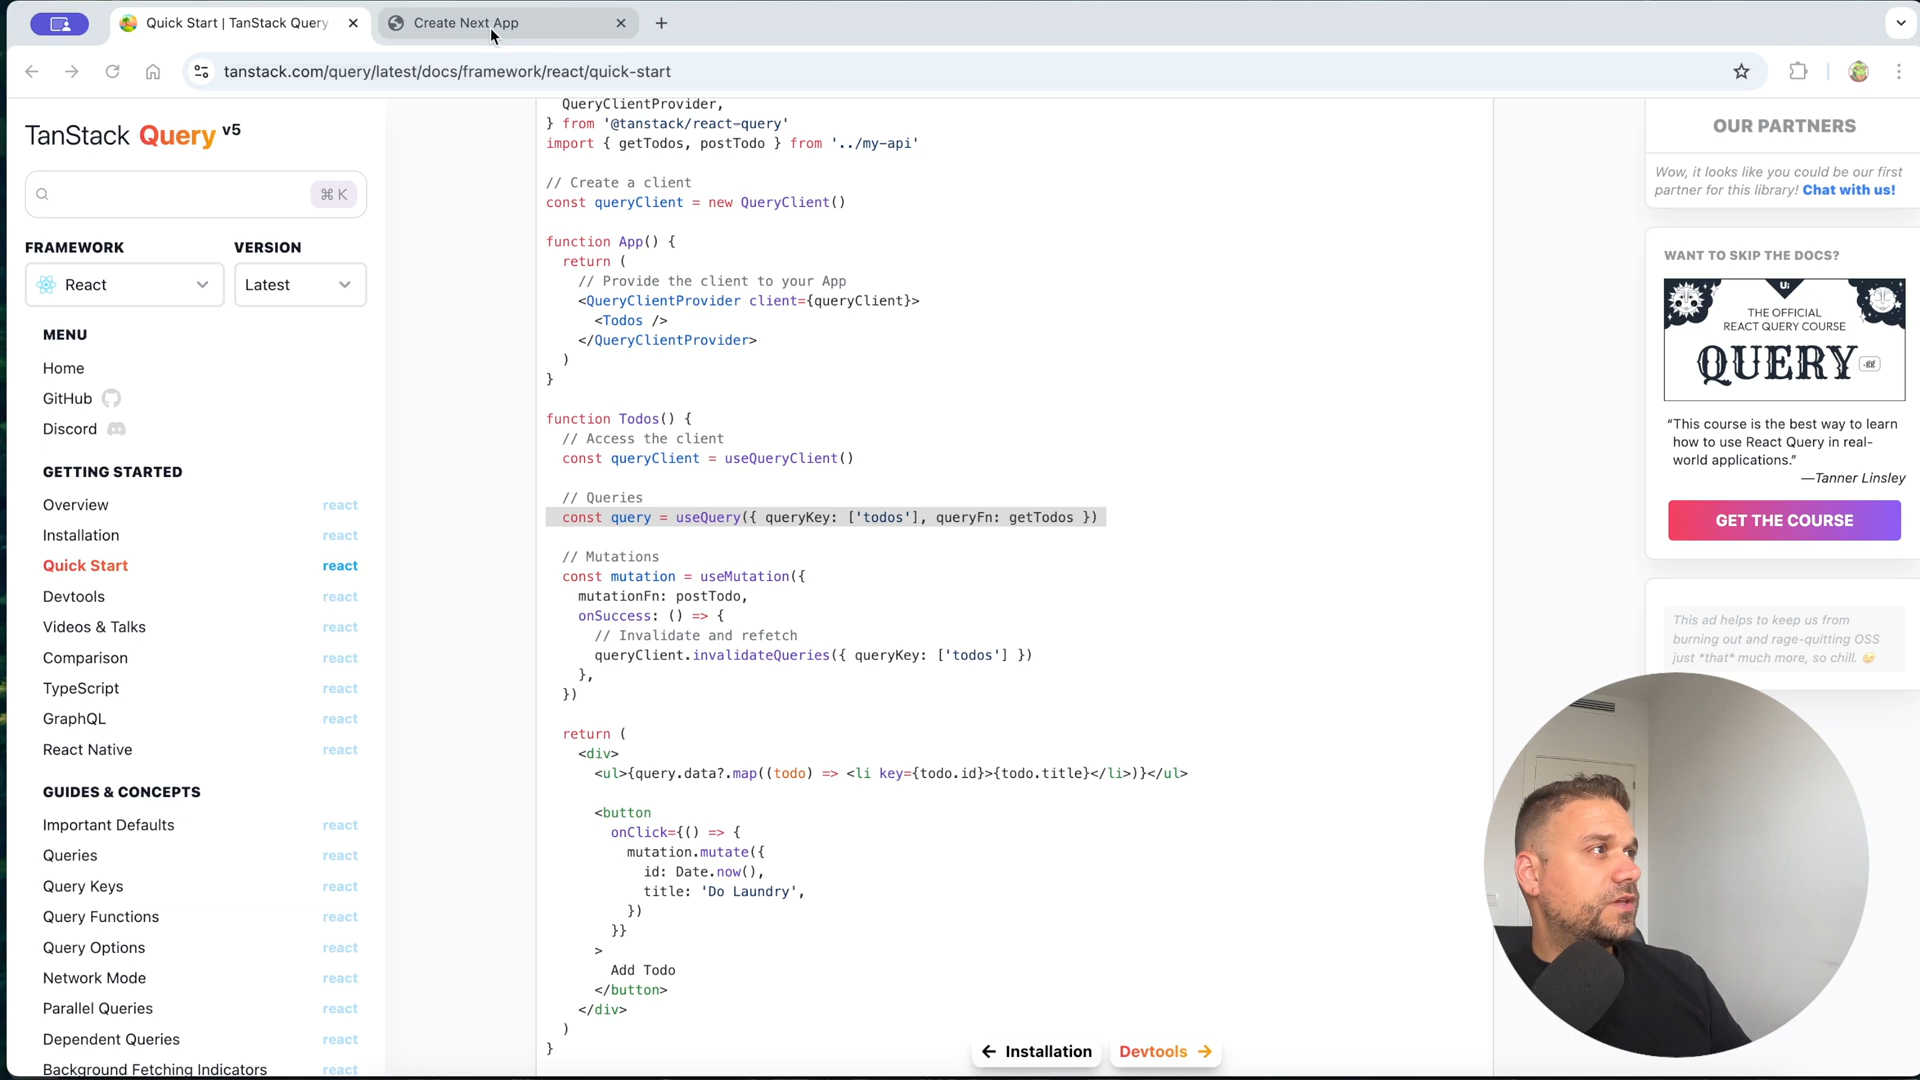 Quick Start | TanStack Query
Create Next App
tanstack.com/query/latest/docs/framework/react/quick-start
TanStack Query v5
⌘ K
FRAMEWORK
VERSION
React
Latest
MENU
Home
GitHub
Discord
GETTING STARTED
Overview react
Installation react
Quick Start react
Devtools react
Videos & Talks react
Comparison react
TypeScript react
GraphQL react
React Native react
GUIDES & CONCEPTS
Important Defaults react
Queries react
Query Keys react
Query Functions react
Query Options react
Network Mode react
Parallel Queries react
Dependent Queries react
Background Fetching Indicators react
QueryClientProvider,
} from '@tanstack/react-query'
import { getTodos, postTodo } from '../my-api'
// Create a client
const queryClient = new QueryClient()
function App() {
return (
// Provide the client to your App
<QueryClientProvider client={queryClient}>
<Todos />
</QueryClientProvider>
)
}
function Todos() {
// Access the client
const queryClient = useQueryClient()
// Queries
const query = useQuery({ queryKey: ['todos'], queryFn: getTodos })
// Mutations
const mutation = useMutation({
mutationFn: postTodo,
onSuccess: () => {
// Invalidate and refetch
queryClient.invalidateQueries({ queryKey: ['todos'] })
},
})
return (
<div>
<ul>{query.data?.map((todo) => <li key={todo.id}>{todo.title}</li>)}</ul>
<button
onClick={() => {
mutation.mutate({
id: Date.now(),
title: 'Do Laundry',
})
}}
>
Add Todo
</button>
</div>
)
}
← Installation
Devtools →
OUR PARTNERS
Wow, it looks like you could be our first
partner for this library! Chat with us!
WANT TO SKIP THE DOCS?
U;
THE OFFICIAL
REACT QUERY COURSE
QUERY .gg
“This course is the best way to learn
how to use React Query in real-
world applications.”
—Tanner Linsley
GET THE COURSE
This ad helps to keep us from
burning out and rage-quitting OSS
just *that* much more, so chill. 😉